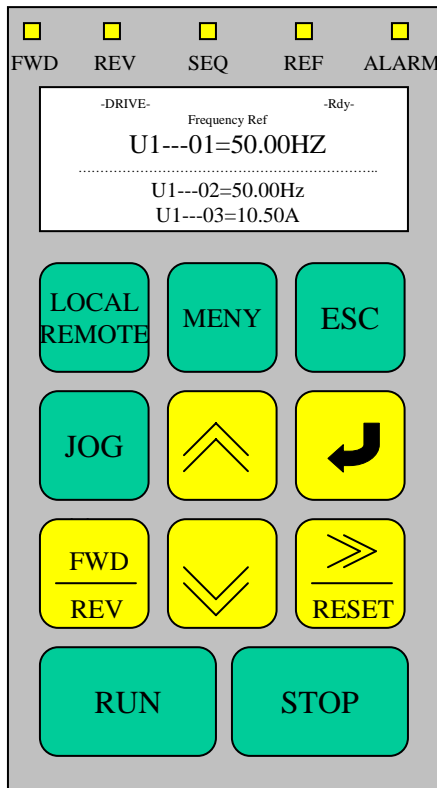 FWD REV SEQ REF ALARM
-DRIVE- -Rdy-
Frequency Ref
U1---01=50.00HZ
U1---02=50.00Hz
U1---03=10.50A
LOCAL
REMOTE
MENY
ESC
JOG
FWD
REV
RESET
RUN
STOP